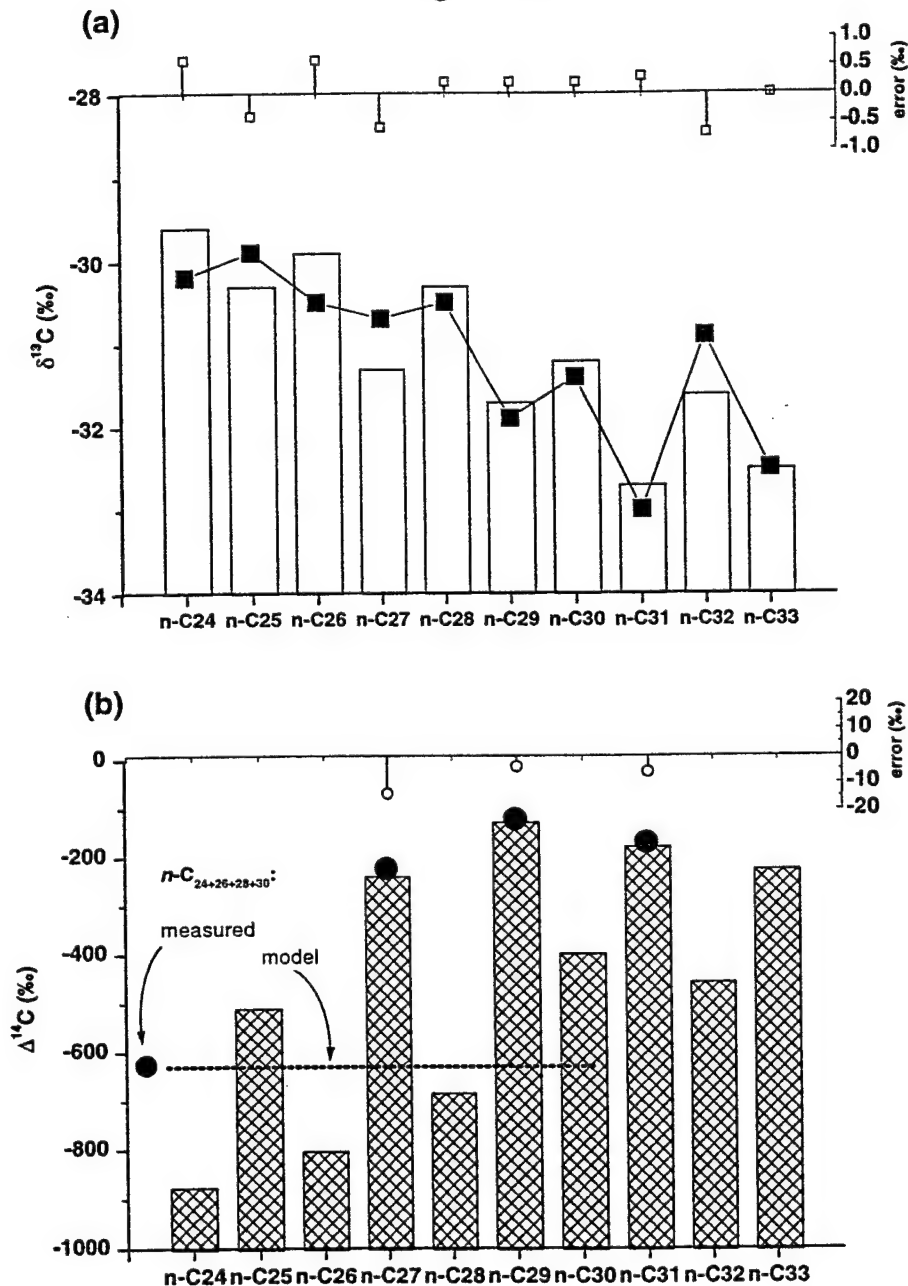 (a)
1.0
0.5
0.0
-0.5
-1.0
error (‰)
-28
-30
-32
-34
δ¹³C (‰)
n-C24 n-C25 n-C26 n-C27 n-C28 n-C29 n-C30 n-C31 n-C32 n-C33
(b)
20
10
0
-10
-20
error (‰)
0
-200
-400
-600
-800
-1000
Δ¹⁴C (‰)
n-C₂₄₊₂₆₊₂₈₊₃₀:
measured
model
n-C24 n-C25 n-C26 n-C27 n-C28 n-C29 n-C30 n-C31 n-C32 n-C33